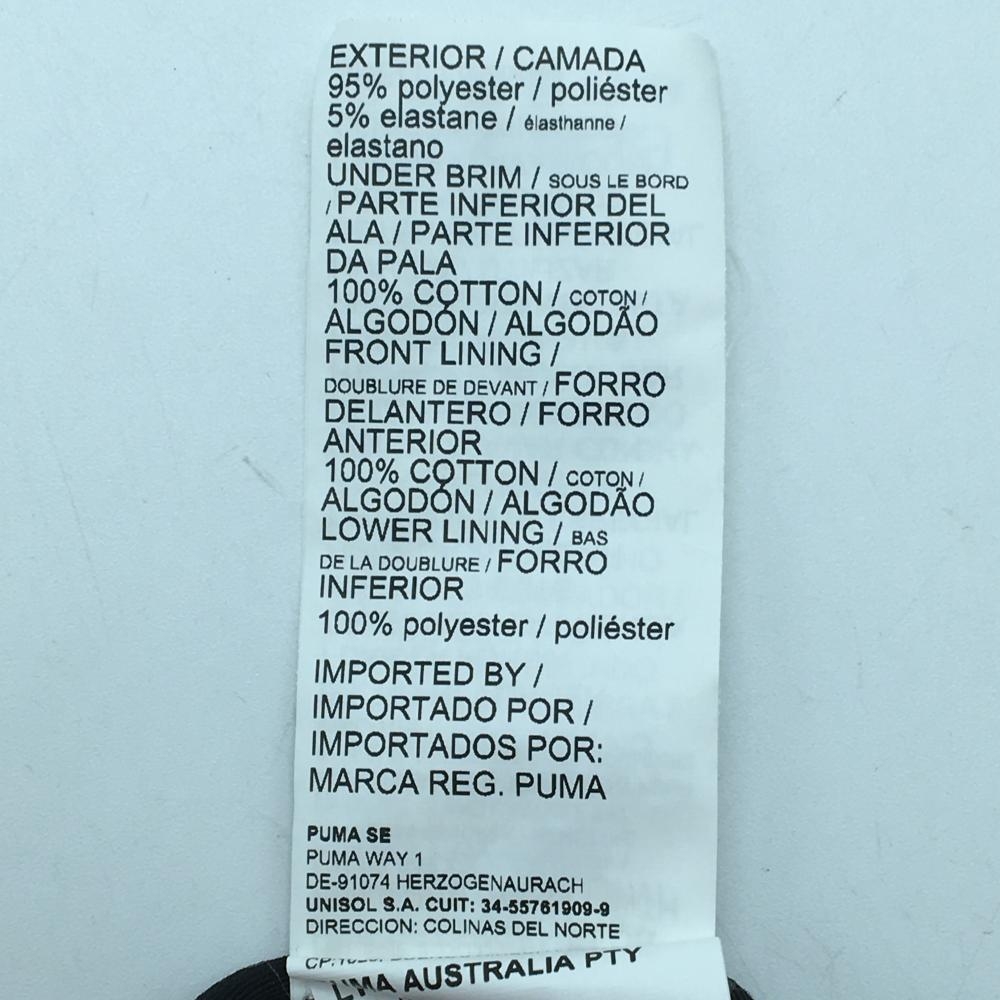 EXTERIOR / CAMADA
95% polyester / poliéster
5% elastane / élasthanne /
elastano
UNDER BRIM / SOUS LE BORD
/ PARTE INFERIOR DEL
ALA / PARTE INFERIOR
DA PALA
100% COTTON / COTON /
ALGODÓN / ALGODÃO
FRONT LINING /
DOUBLURE DE DEVANT / FORRO
DELANTERO / FORRO
ANTERIOR
100% COTTON / COTON /
ALGODÓN / ALGODÃO
LOWER LINING / BAS
DE LA DOUBLURE / FORRO
INFERIOR
100% polyester / poliéster
IMPORTED BY /
IMPORTADO POR /
IMPORTADOS POR:
MARCA REG. PUMA
PUMA SE
PUMA WAY 1
DE-91074 HERZOGENAURACH
UNISOL S.A. CUIT: 34-55761909-9
DIRECCION: COLINAS DEL NORTE
AUSTRALIA PTY